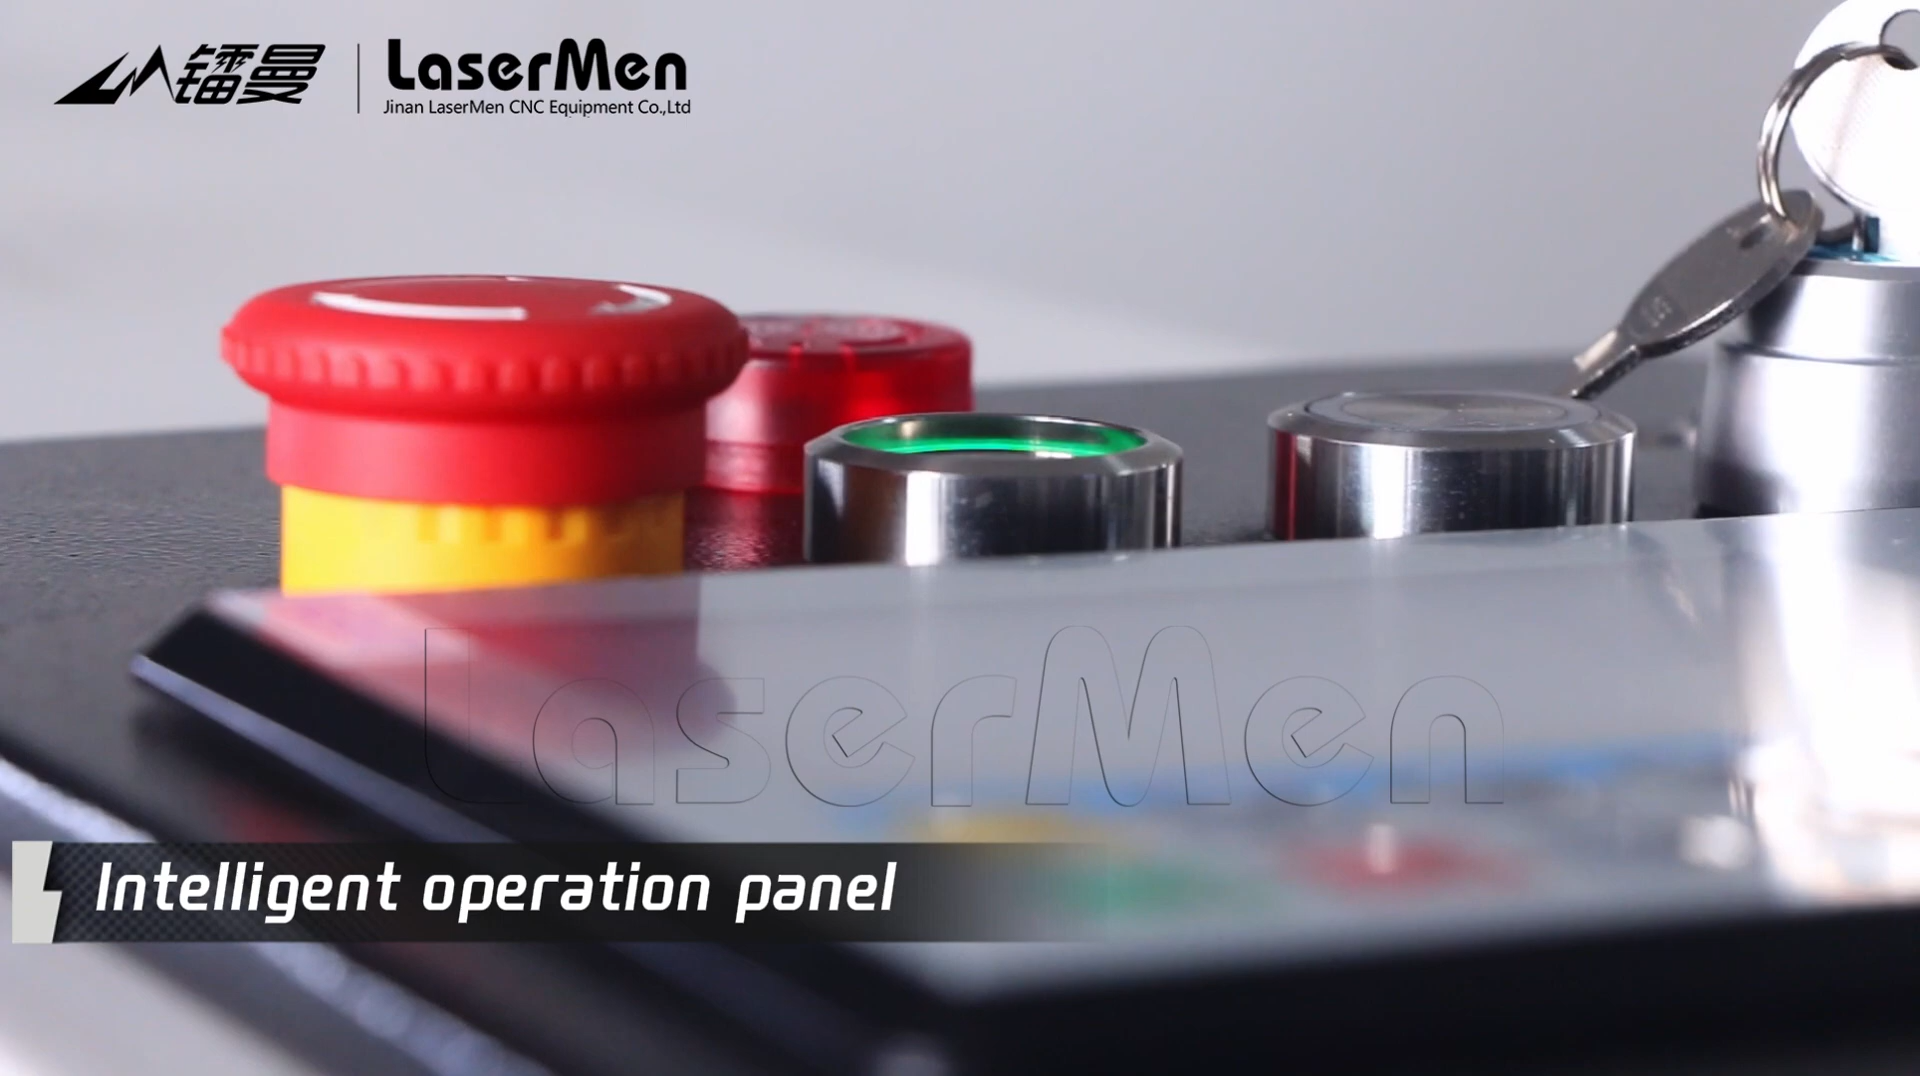 镭曼
LaserMen
Jinan LaserMen CNC Equipment Co.,Ltd
LaserMen
Intelligent operation panel